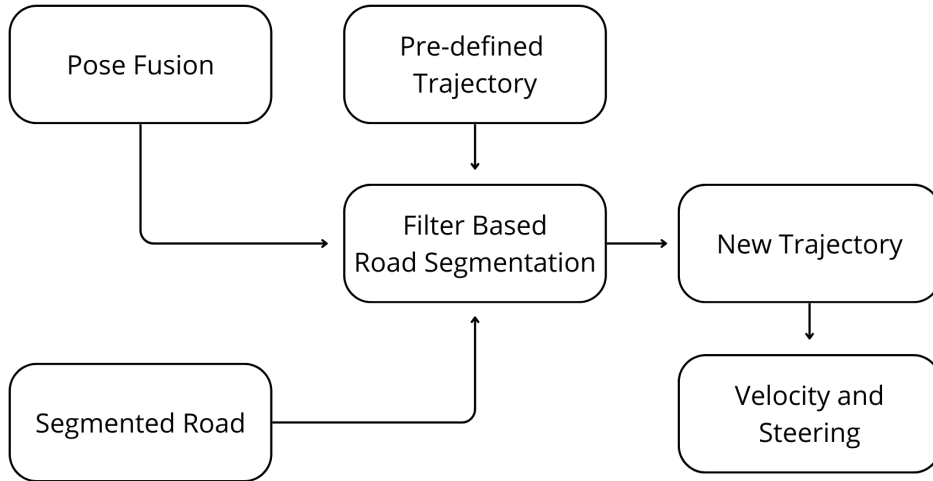 Pose Fusion
Pre-defined
Trajectory
Filter Based
Road Segmentation
New Trajectory
Segmented Road
Velocity and
Steering